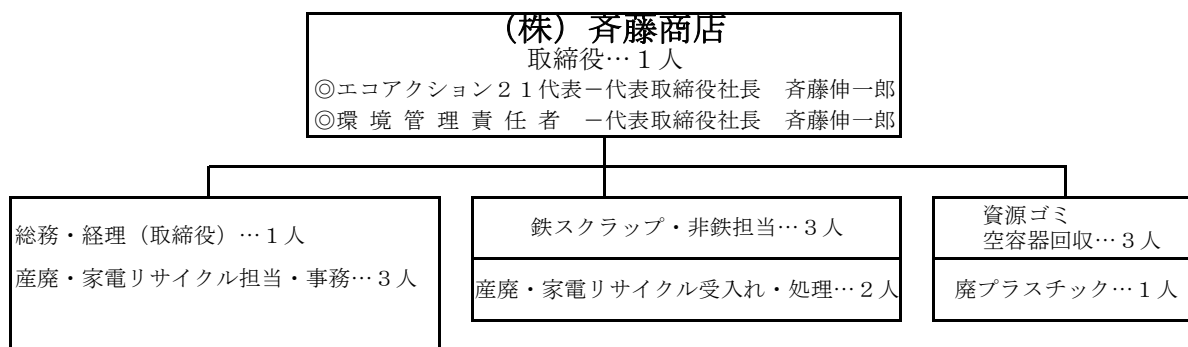 （株）斉藤商店
取締役…１人
◎エコアクション２１代表－代表取締役社長　斉藤伸一郎
◎環 境 管 理 責 任 者　－代表取締役社長　斉藤伸一郎
総務・経理（取締役）…１人
産廃・家電リサイクル担当・事務…３人
鉄スクラップ・非鉄担当…３人
産廃・家電リサイクル受入れ・処理…２人
資源ゴミ
空容器回収…３人
廃プラスチック…１人